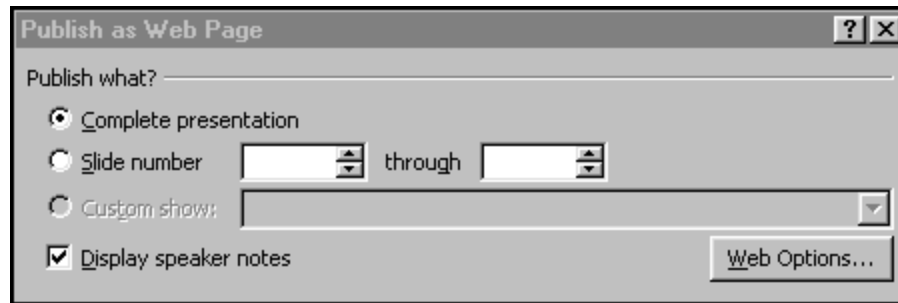 Publish as Web Page
Publish what?
Complete presentation
Slide number through
Custom show:
Display speaker notes Web Options...